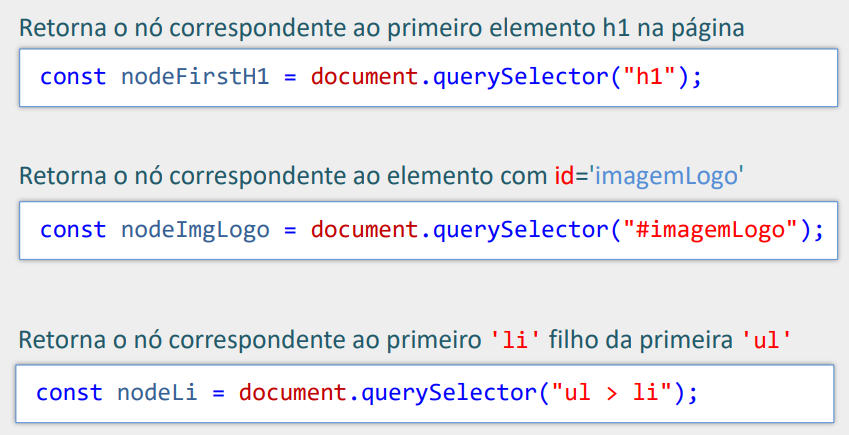 Retorna o nó correspondente ao primeiro elemento h1 na página
const nodeFirstH1 = document.querySelector("h1");
Retorna o nó correspondente ao elemento com id='imagemLogo'
const nodeImgLogo = document.querySelector("#imagemLogo");
Retorna o nó correspondente ao primeiro 'li' filho da primeira 'ul'
const nodeLi = document.querySelector("ul > li");